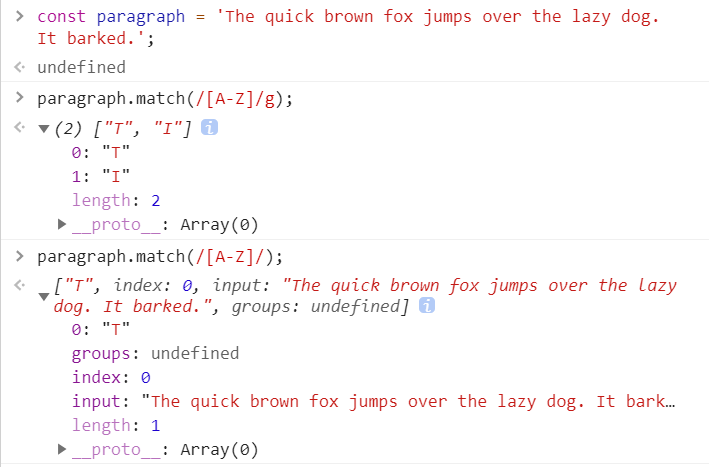 > const paragraph = 'The quick brown fox jumps over the lazy dog.
It barked.';
undefined
> paragraph.match(/[A-Z]/g);
(2) ["T", "I"] i
0: "T"
1: "I"
length: 2
__proto__: Array(0)
> paragraph.match(/[A-Z]/);
["T", index: 0, input: "The quick brown fox jumps over the lazy
dog. It barked.", groups: undefined] i
0: "T"
groups: undefined
index: 0
input: "The quick brown fox jumps over the lazy dog. It bark…
length: 1
__proto__: Array(0)